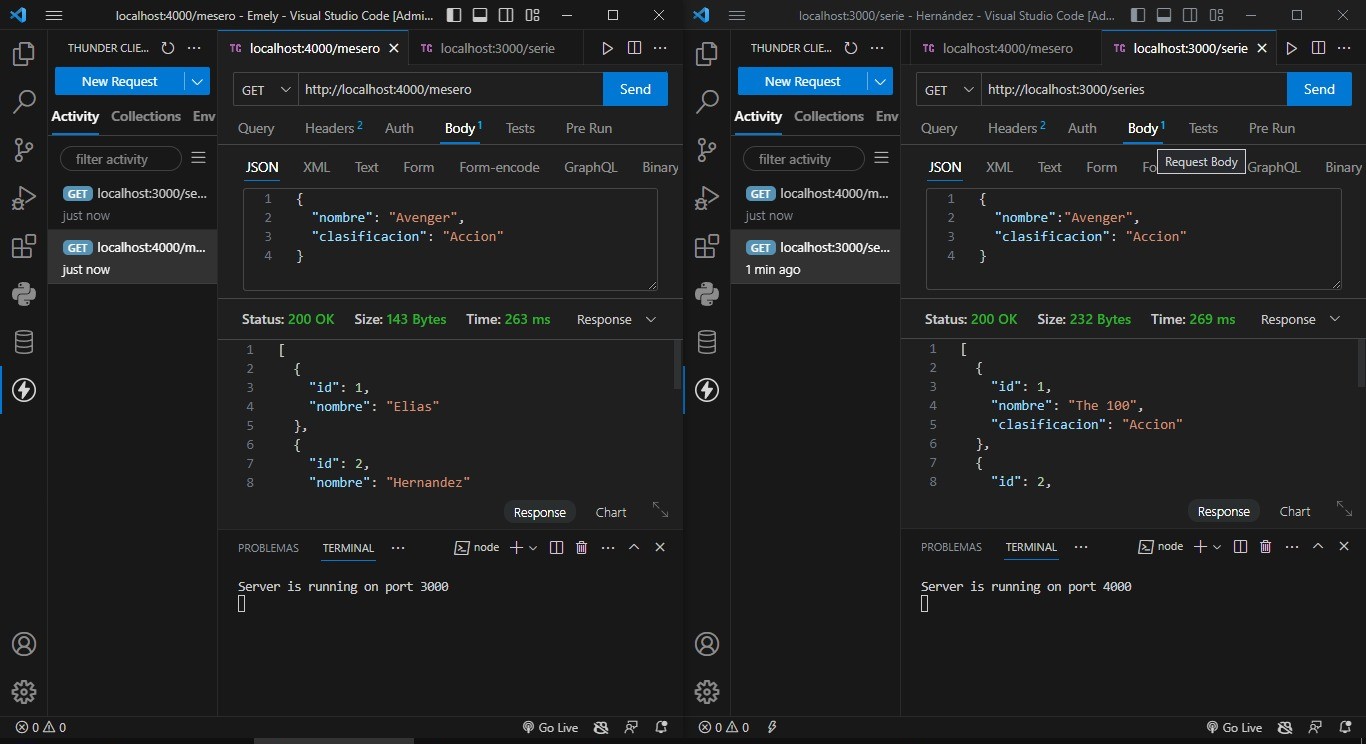 localhost:4000/mesero - Emely - Visual Studio Code [Admi...
THUNDER CLIE...
localhost:4000/mesero
localhost:3000/serie
New Request
GET
http://localhost:4000/mesero
Send
Activity
Collections
Env
Query
Headers 2
Auth
Body 1
Tests
Pre Run
filter activity
JSON
XML
Text
Form
Form-encode
GraphQL
Binary
GET localhost:3000/se...
just now
GET localhost:4000/m...
just now
1 {
2 "nombre": "Avenger",
3 "clasificacion": "Accion"
4 }
Status: 200 OK Size: 143 Bytes Time: 263 ms Response
1 [
2 {
3 "id": 1,
4 "nombre": "Elias"
5 },
6 {
7 "id": 2,
8 "nombre": "Hernandez"
Response
Chart
PROBLEMAS
TERMINAL
node
Server is running on port 3000
0 0
Go Live
localhost:3000/serie - Hernández - Visual Studio Code [Ad...
THUNDER CLIE...
localhost:4000/mesero
localhost:3000/serie
New Request
GET
http://localhost:3000/series
Send
Activity
Collections
Env
Query
Headers 2
Auth
Body 1
Tests
Pre Run
filter activity
JSON
XML
Text
Form
Fo
Request Body
GraphQL
Binary
GET localhost:4000/m...
just now
GET localhost:3000/se...
1 min ago
1 {
2 "nombre":"Avenger",
3 "clasificacion": "Accion"
4 }
Status: 200 OK Size: 232 Bytes Time: 269 ms Response
1 [
2 {
3 "id": 1,
4 "nombre": "The 100",
5 "clasificacion": "Accion"
6 },
7 {
8 "id": 2,
Response
Chart
PROBLEMAS
TERMINAL
node
Server is running on port 4000
0 0
Go Live